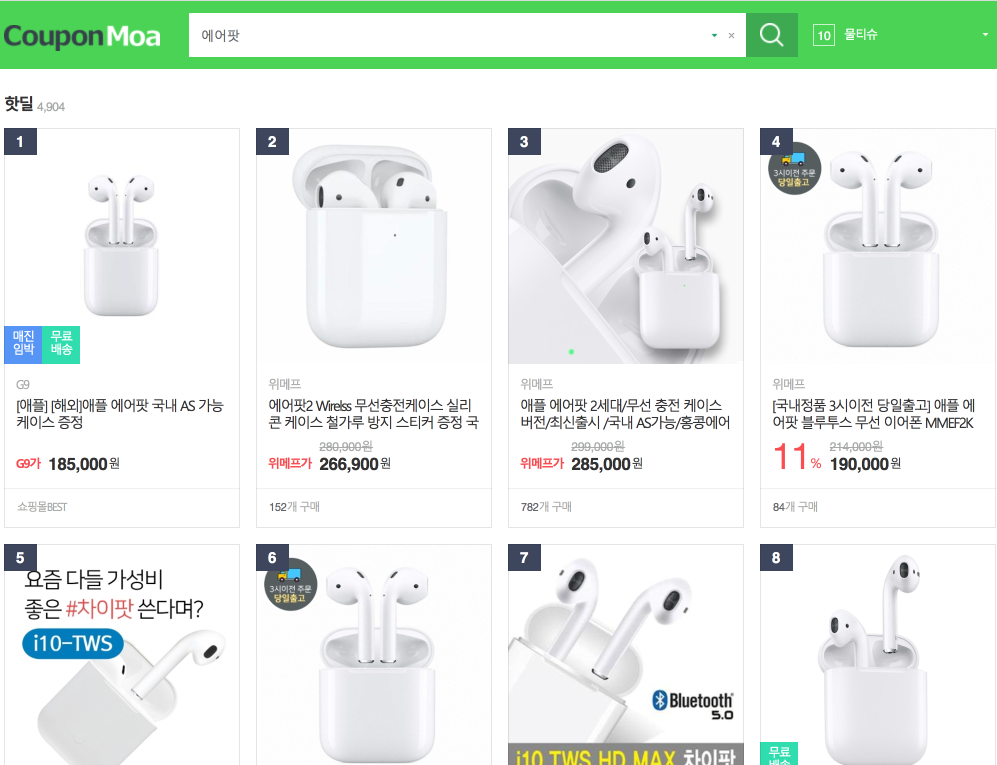 CouponMoa
에어팟
10 물티슈
핫딜 4,904
1
매진
임박
무료
배송
G9
[애플] [해외]애플 에어팟 국내 AS 가능
케이스 증정
G9가 185,000원
쇼핑몰BEST
2
위메프
에어팟2 Wirelss 무선충전케이스 실리
콘 케이스 철가루 방지 스티커 증정 국
280,900원
위메프가 266,900원
152개 구매
3
위메프
애플 에어팟 2세대/무선 충전 케이스
버전/최신출시 /국내 AS가능/홍콩에어
299,000원
위메프가 285,000원
782개 구매
4
3시이전 주문
당일출고
위메프
[국내정품 3시이전 당일출고] 애플 에
어팟 블루투스 무선 이어폰 MMEF2K
214,000원
11% 190,000원
84개 구매
5
요즘 다들 가성비
좋은 #차이팟 쓴다며?
i10-TWS
6
3시이전 주문
당일출고
7
Bluetooth
5.0
i10 TWS HD MAX 차이팟
8
무료
배송